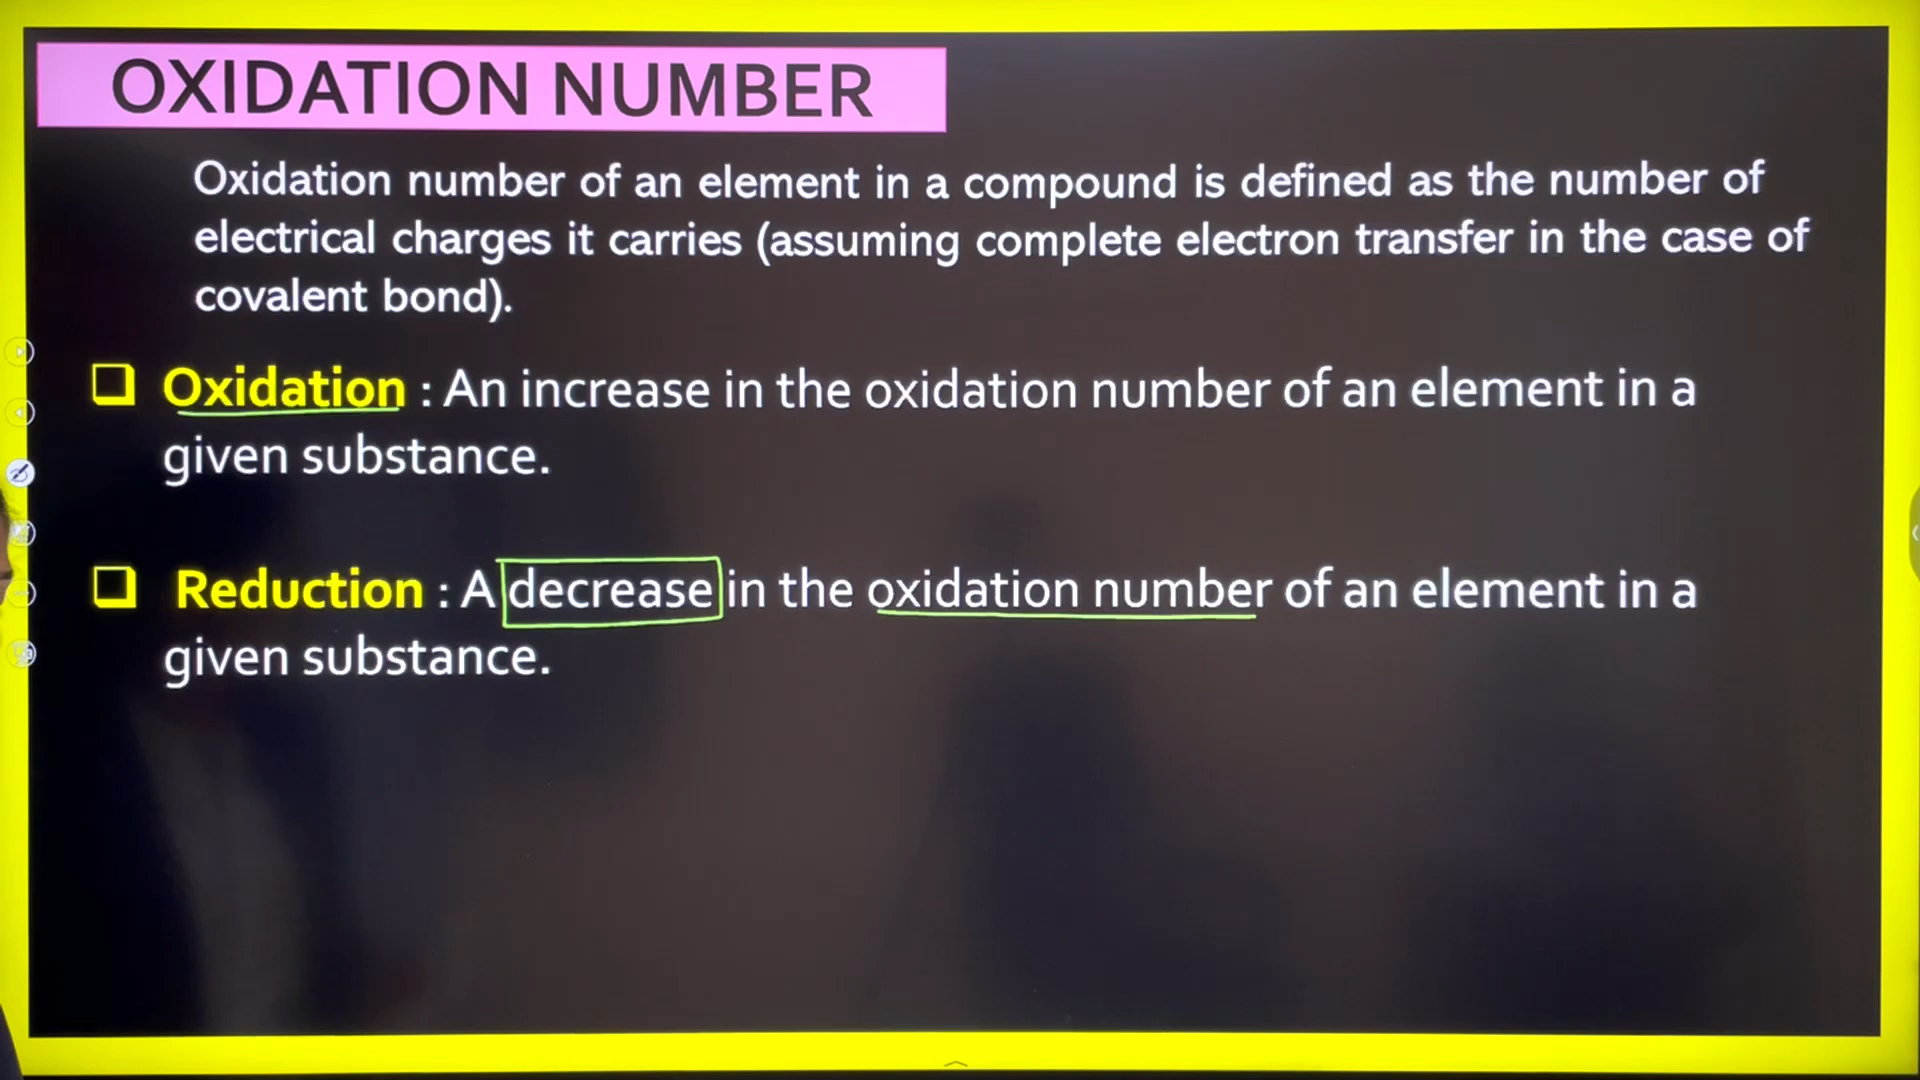 OXIDATION NUMBER
Oxidation number of an element in a compound is defined as the number of
electrical charges it carries (assuming complete electron transfer in the case of
covalent bond).
Oxidation : An increase in the oxidation number of an element in a
given substance.
Reduction : A decrease in the oxidation number of an element in a
given substance.